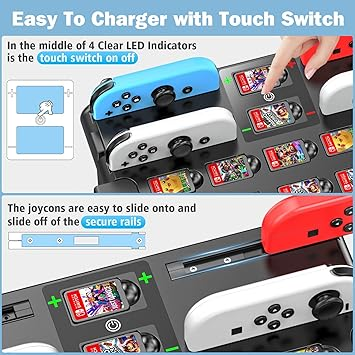 Easy To Charger with Touch Switch
In the middle of 4 Clear LED Indicators
is the touch switch on off
The joycons are easy to slide onto and
slide off of the secure rails